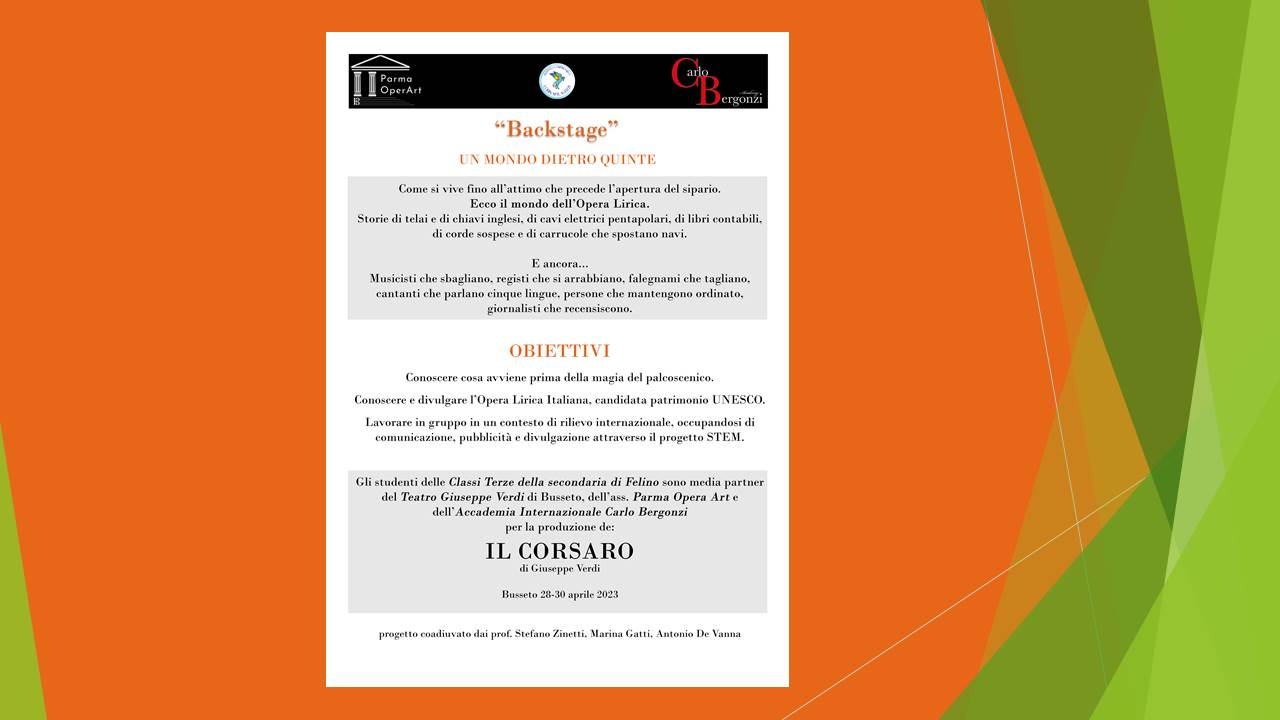 Parma
OperArt
Carlo
Bergonzi
“Backstage”
UN MONDO DIETRO QUINTE
Come si vive fino all’attimo che precede l’apertura del sipario.
Ecco il mondo dell’Opera Lirica.
Storie di telai e di chiavi inglesi, di cavi elettrici pentapolari, di libri contabili,
di corde sospese e di carrucole che spostano navi.
E ancora...
Musicisti che sbagliano, registi che si arrabbiano, falegnami che tagliano,
cantanti che parlano cinque lingue, persone che mantengono ordinato,
giornalisti che recensiscono.
OBIETTIVI
Conoscere cosa avviene prima della magia del palcoscenico.
Conoscere e divulgare l’Opera Lirica Italiana, candidata patrimonio UNESCO.
Lavorare in gruppo in un contesto di rilievo internazionale, occupandosi di
comunicazione, pubblicità e divulgazione attraverso il progetto STEM.
Gli studenti delle Classi Terze della secondaria di Felino sono media partner
del Teatro Giuseppe Verdi di Busseto, dell’ass. Parma Opera Art e
dell’Accademia Internazionale Carlo Bergonzi
per la produzione de:
IL CORSARO
di Giuseppe Verdi
Busseto 28-30 aprile 2023
progetto coadiuvato dai prof. Stefano Zinetti, Marina Gatti, Antonio De Vanna